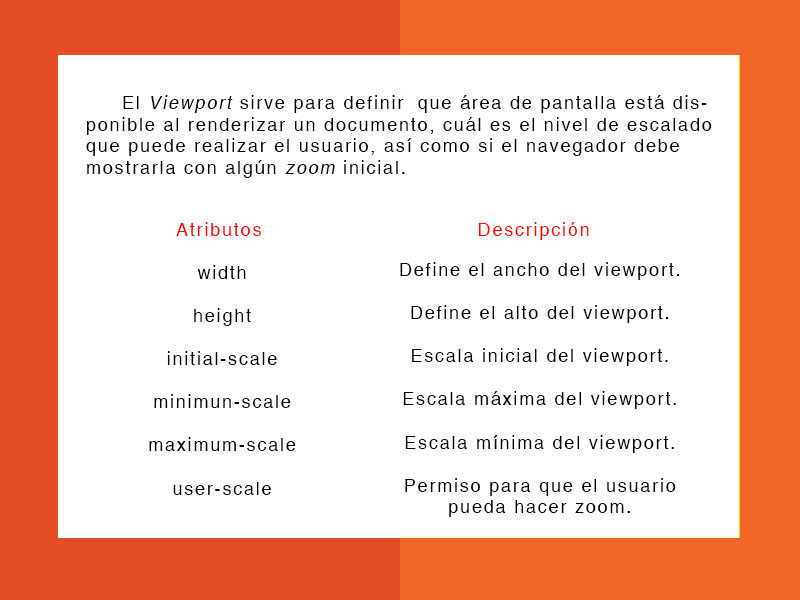 El Viewport sirve para definir que área de pantalla está dis-
ponible al renderizar un documento, cuál es el nivel de escalado
que puede realizar el usuario, así como si el navegador debe
mostrarla con algún zoom inicial.
Atributos Descripción
width Define el ancho del viewport.
height Define el alto del viewport.
initial-scale Escala inicial del viewport.
minimun-scale Escala máxima del viewport.
maximum-scale Escala mínima del viewport.
user-scale Permiso para que el usuario
pueda hacer zoom.